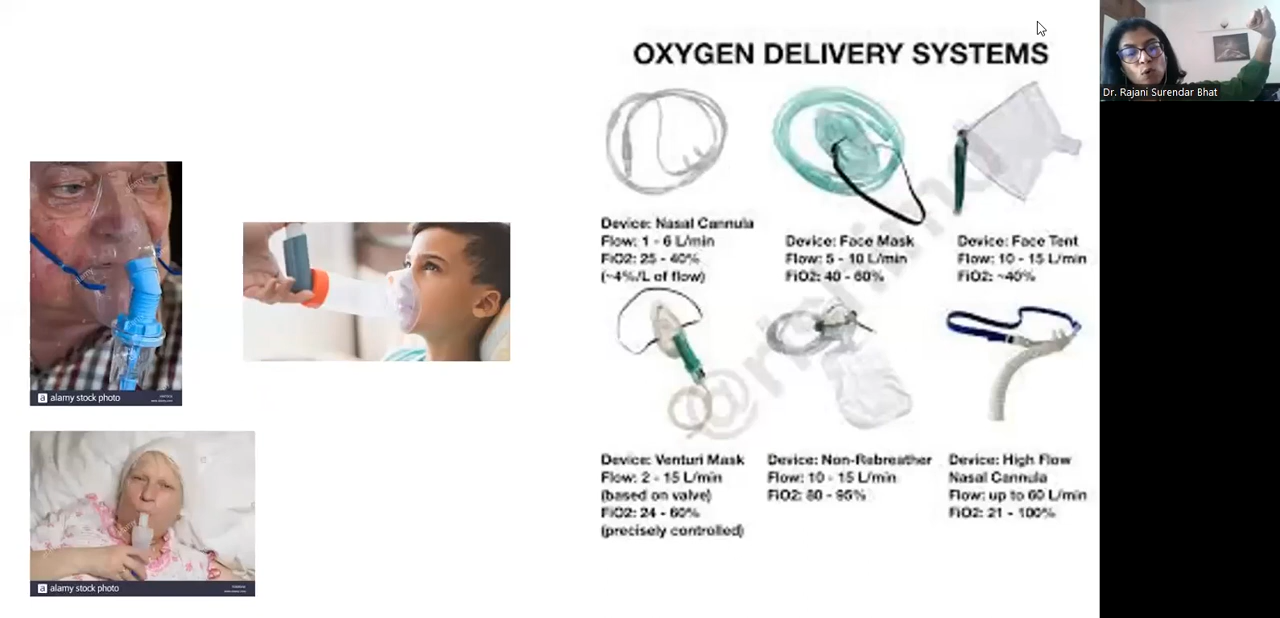 OXYGEN DELIVERY SYSTEMS
Dr. Rajani Surendar Bhat
Device: Nasal Cannula
Flow: 1 - 6 L/min
FiO2: 25 - 40%
(~4%/L of flow)
Device: Face Mask
Flow: 5 - 10 L/min
FiO2: 40 - 60%
Device: Face Tent
Flow: 10 - 15 L/min
FiO2: ~40%
Device: Venturi Mask
Flow: 2 - 15 L/min
(based on valve)
FiO2: 24 - 60%
(precisely controlled)
Device: Non-Rebreather
Flow: 10 - 15 L/min
FiO2: 80 - 95%
Device: High Flow
Nasal Cannula
Flow: up to 60 L/min
FiO2: 21 - 100%
a alamy stock photo
a alamy stock photo